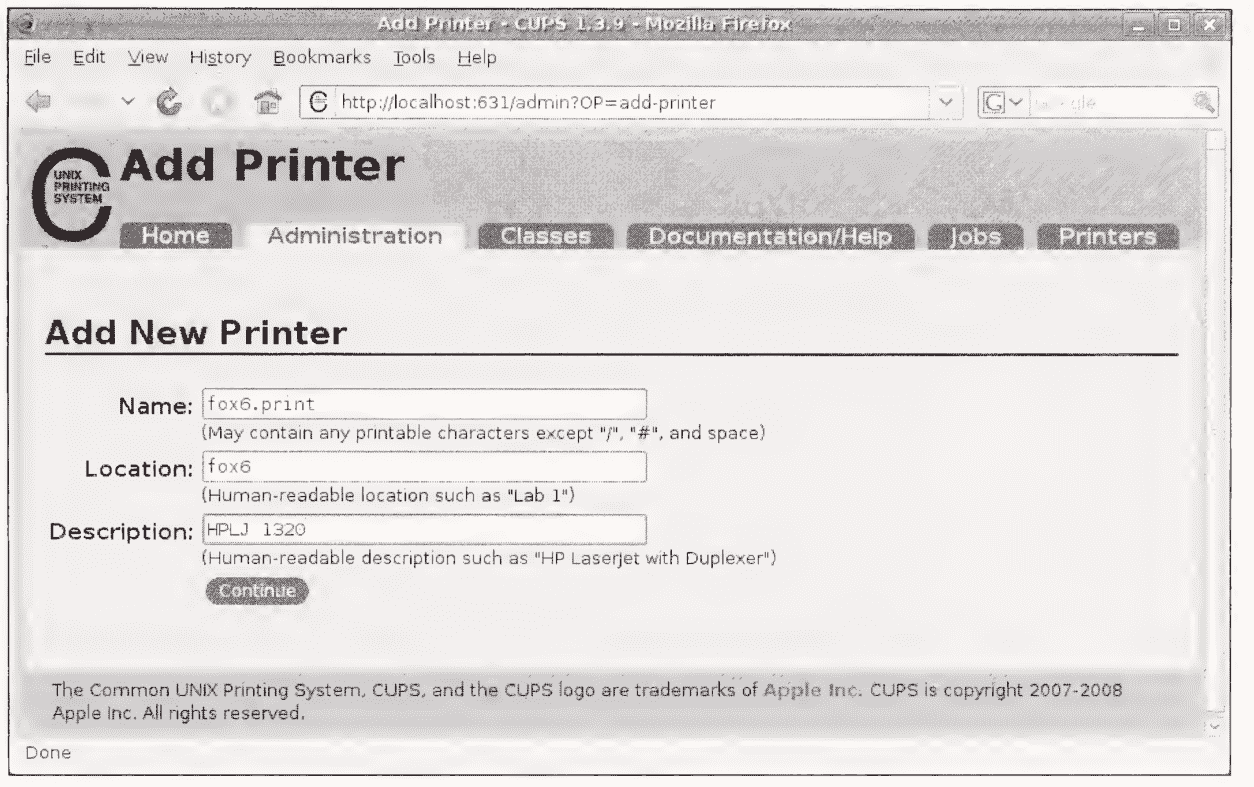 Add Printer - CUPS 1.3.9 - Mozilla Firefox
File Edit View History Bookmarks Tools Help
http://localhost:631/admin?OP=add-printer
G
UNIX
PRINTING
SYSTEM
Add Printer
Home Administration Classes Documentation/Help Jobs Printers
Add New Printer
Name: fox6.print
(May contain any printable characters except "/", "#", and space)
Location: fox6
(Human-readable location such as "Lab 1")
Description: HPLJ 1320
(Human-readable description such as "HP LaserJet with Duplexer")
Continue
The Common UNIX Printing System, CUPS, and the CUPS logo are trademarks of Apple Inc. CUPS is copyright 2007-2008
Apple Inc. All rights reserved.
Done